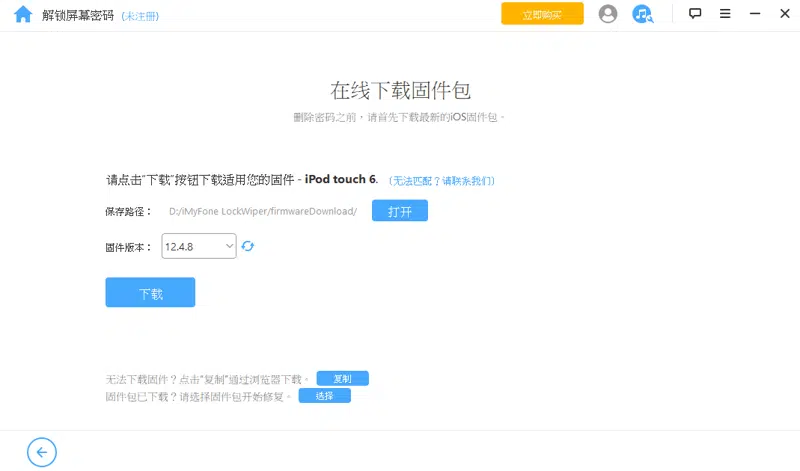 解锁屏幕密码 (未注册) 立即购买
在线下载固件包
删除密码之前，请首先下载最新的iOS固件包。
请点击“下载”按钮下载适用您的固件 - iPod touch 6. (无法匹配？请联系我们)
保存路径： D:/iMyFone LockWiper/firmwareDownload/ 打开
固件版本： 12.4.8
下载
无法下载固件？点击“复制”通过浏览器下载。 复制
固件包已下载？请选择固件包开始修复。 选择